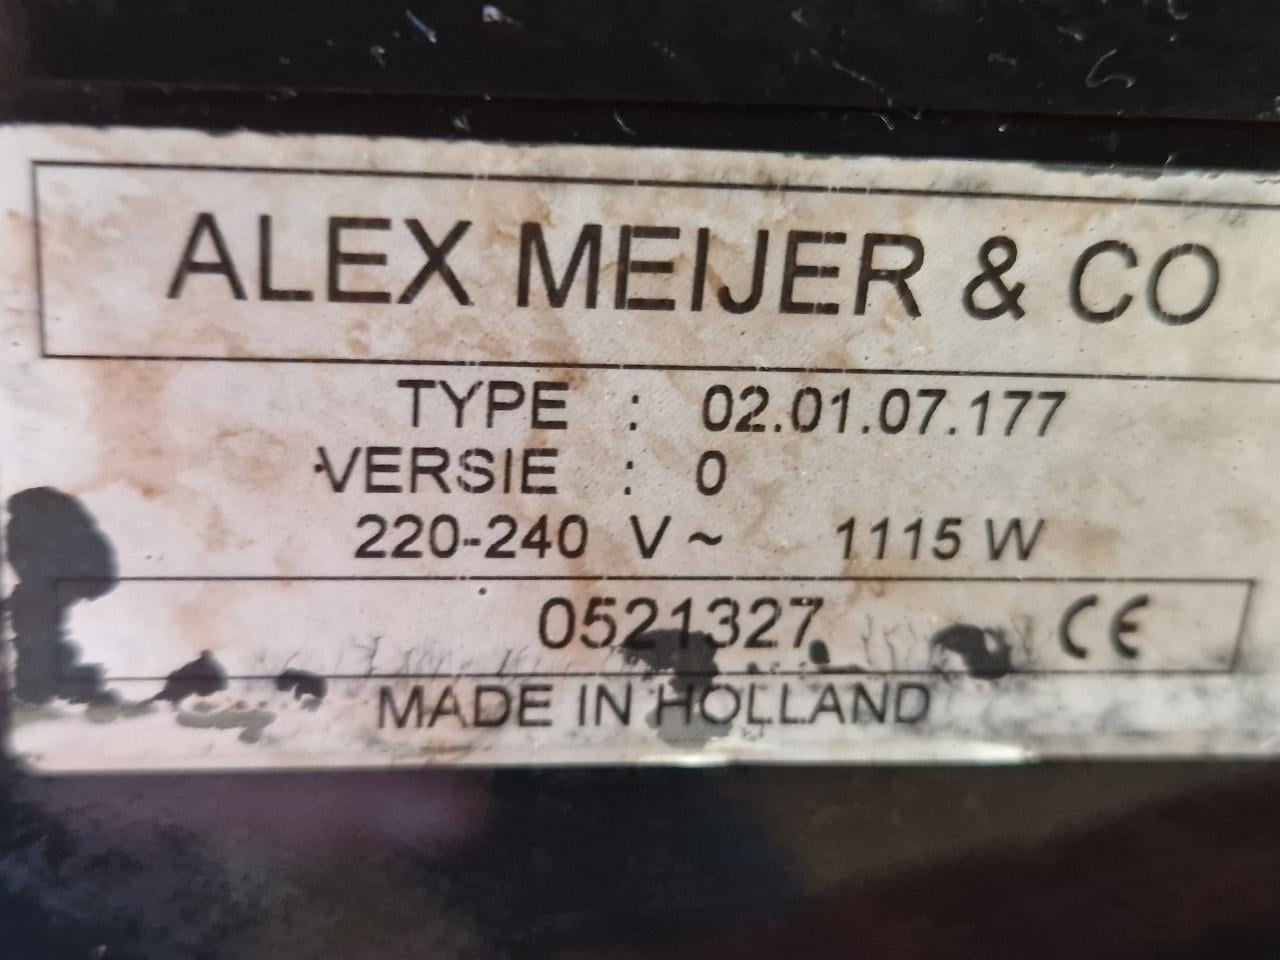 ALEX MEIJER & CO
TYPE : 02.01.07.177
VERSIE : 0
220-240 V ~ 1115 W
0521327 CE
MADE IN HOLLAND